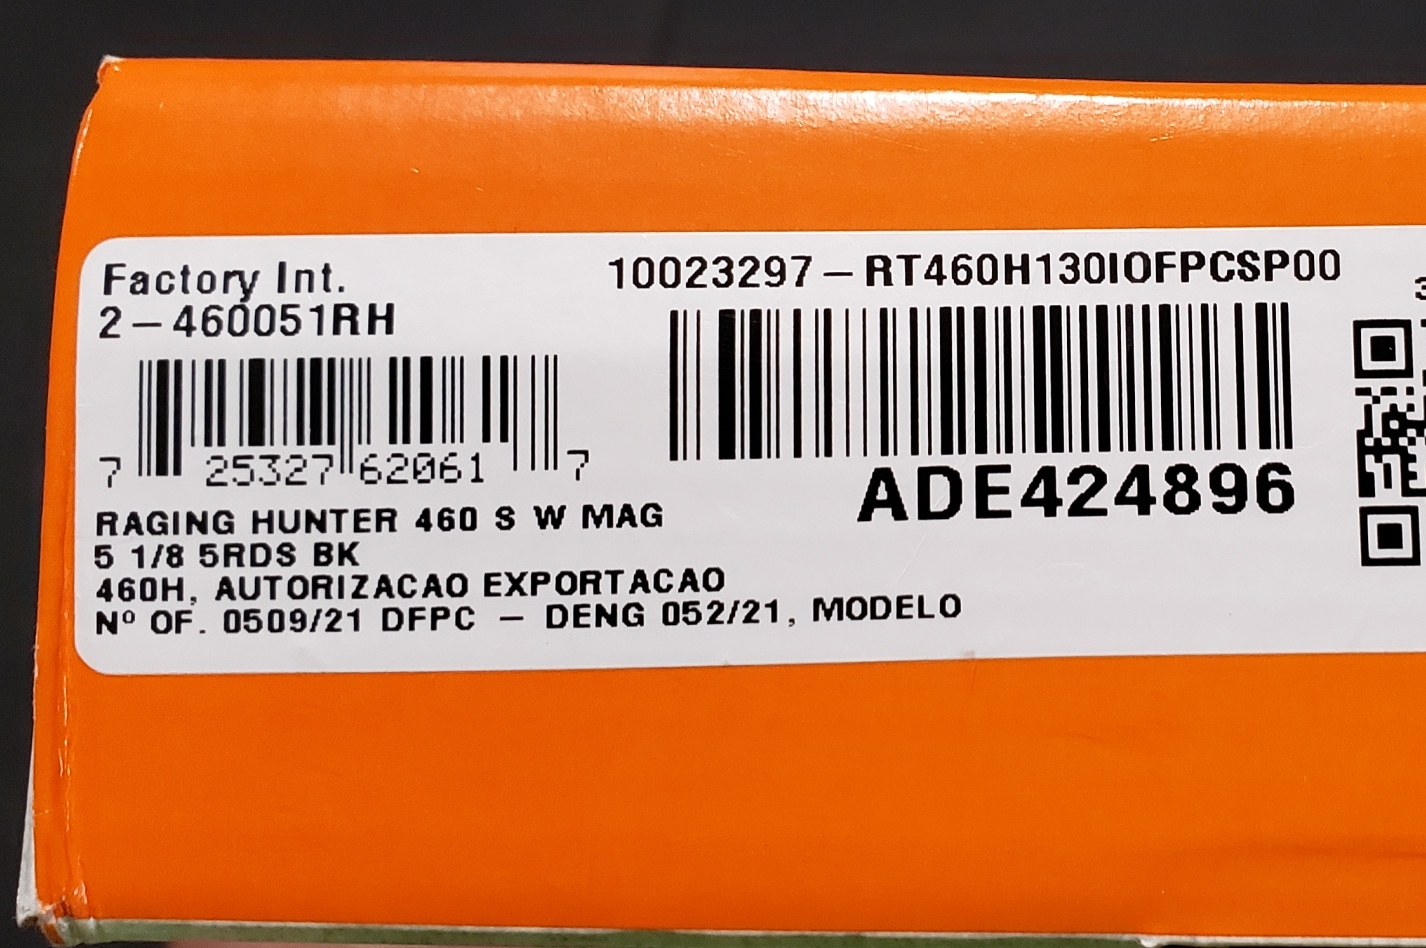 Factory Int.
2-460051RH
7 25327 62061 7
10023297-RT460H130IOFPCSP00
ADE424896
RAGING HUNTER 460 S W MAG
5 1/8 5RDS BK
460H, AUTORIZACAO EXPORTACAO
Nº OF. 0509/21 DFPC - DENG 052/21, MODELO